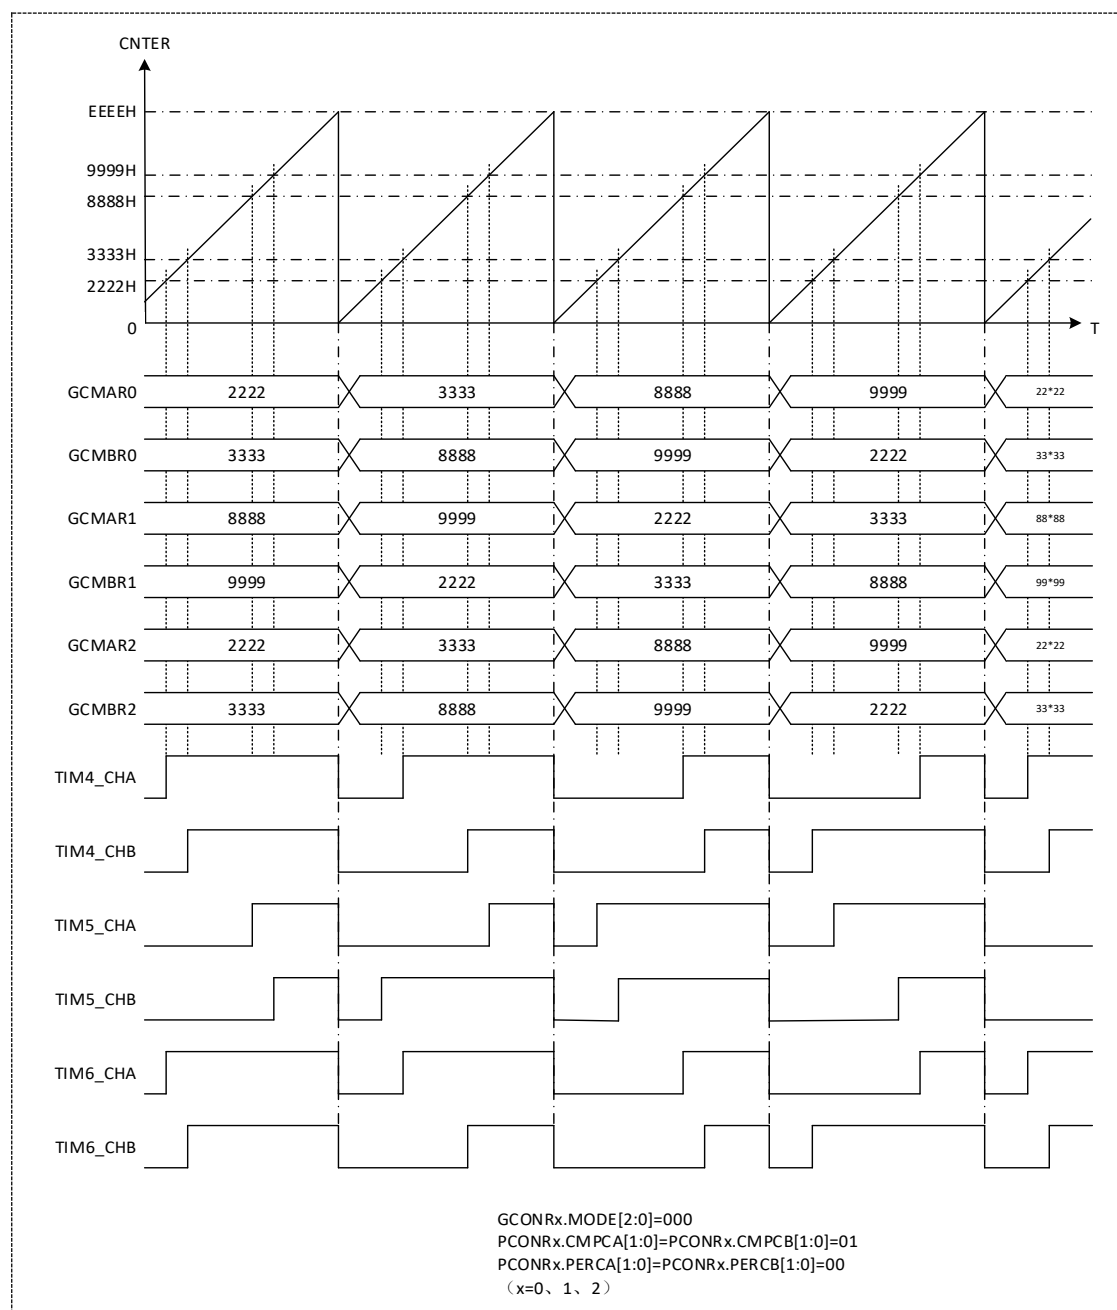 CNTER
EEEEH
9999H
8888H
3333H
2222H
0
T
GCMAR0 2222 3333 8888 9999 22*22
GCMBR0 3333 8888 9999 2222 33*33
GCMAR1 8888 9999 2222 3333 88*88
GCMBR1 9999 2222 3333 8888 99*99
GCMAR2 2222 3333 8888 9999 22*22
GCMBR2 3333 8888 9999 2222 33*33
TIM4_CHA
TIM4_CHB
TIM5_CHA
TIM5_CHB
TIM6_CHA
TIM6_CHB
GCONRx.MODE[2:0]=000
PCONRx.CMPCA[1:0]=PCONRx.CMPCB[1:0]=01
PCONRx.PERCA[1:0]=PCONRx.PERCB[1:0]=00
（x=0、1、2）